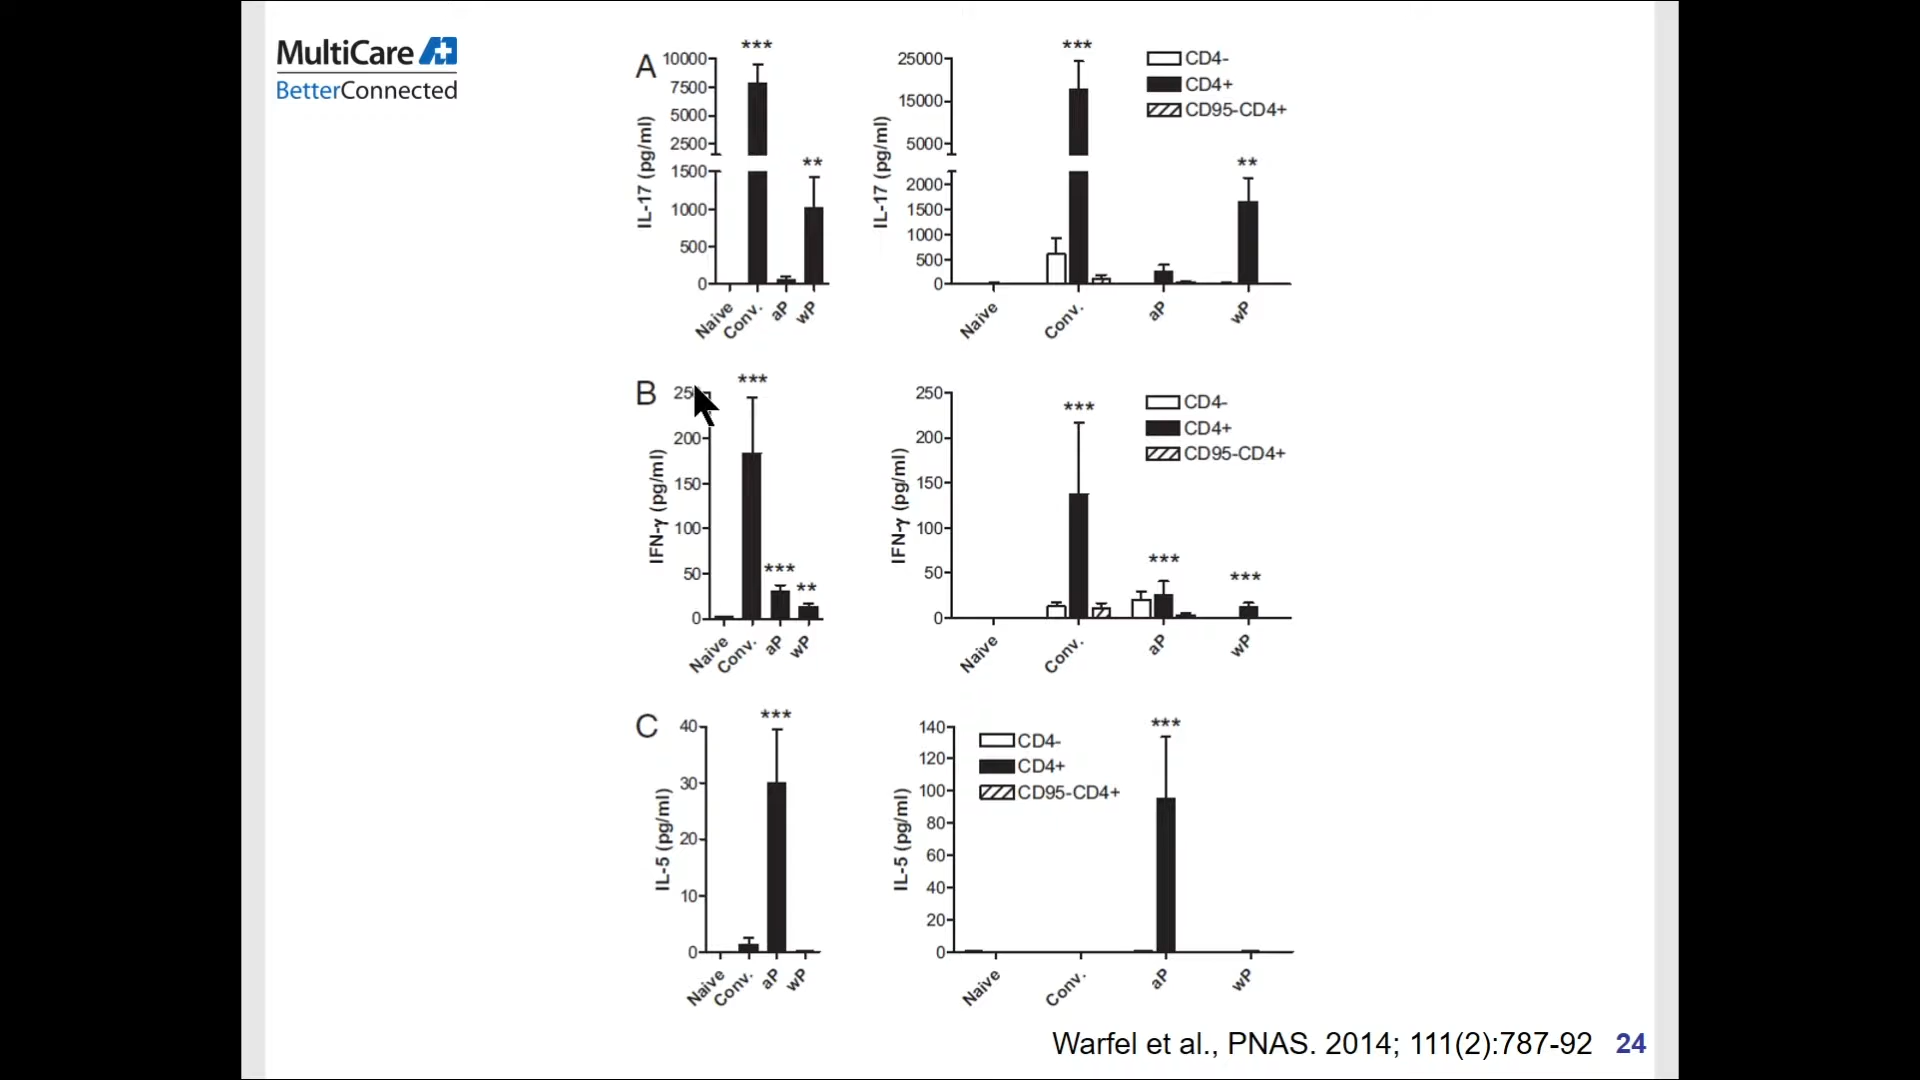 MultiCare
BetterConnected
A
10000
7500
5000
2500
1500
1000
500
0
IL-17 (pg/ml)
***
**
Naive
Conv.
aP
wP
25000
15000
5000
2000
1500
1000
500
0
IL-17 (pg/ml)
***
**
CD4-
CD4+
CD95-CD4+
Naive
Conv.
aP
wP
B
200
150
100
50
0
IFN-γ (pg/ml)
***
***
**
Naive
Conv.
aP
wP
250
200
150
100
50
0
IFN-γ (pg/ml)
***
***
***
CD4-
CD4+
CD95-CD4+
Naive
Conv.
aP
wP
C
40
30
20
10
0
IL-5 (pg/ml)
***
Naive
Conv.
aP
wP
140
120
100
80
60
40
20
0
IL-5 (pg/ml)
***
CD4-
CD4+
CD95-CD4+
Naive
Conv.
aP
wP
Warfel et al., PNAS. 2014; 111(2):787-92 24